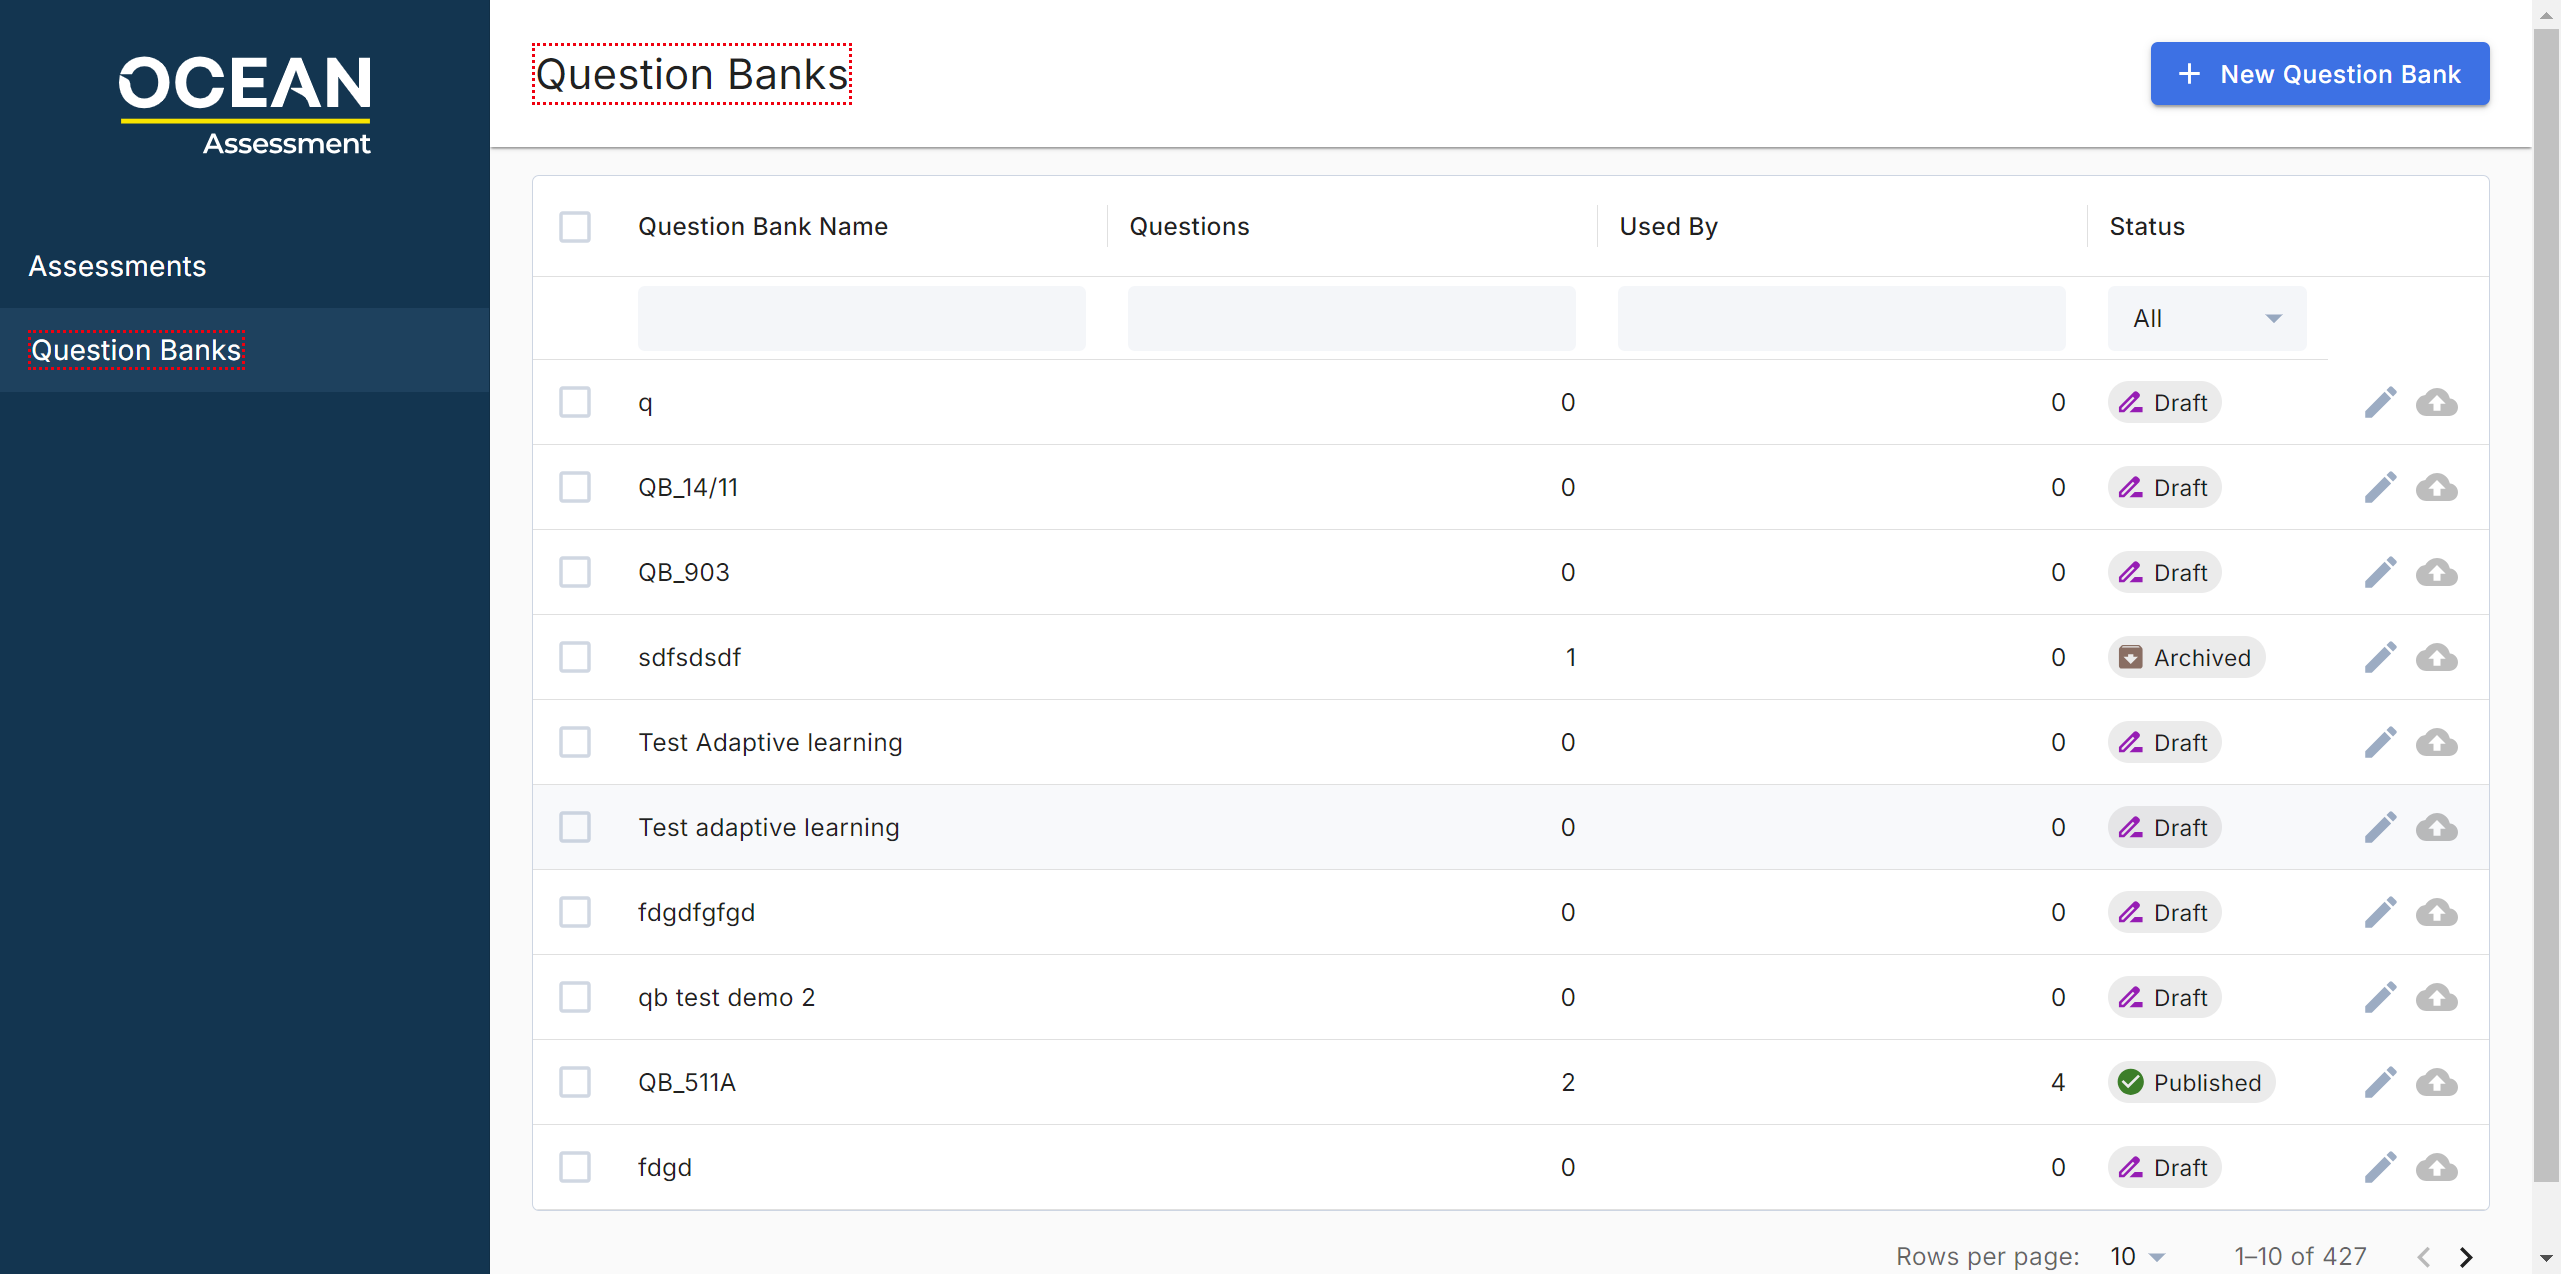 OCEAN
Assessment
Assessments
Question Banks
Question Banks
+ New Question Bank
Question Bank Name Questions Used By Status
All
q 0 0 Draft
QB_14/11 0 0 Draft
QB_903 0 0 Draft
sdfsdsdf 1 0 Archived
Test Adaptive learning 0 0 Draft
Test adaptive learning 0 0 Draft
fdgdfgfgd 0 0 Draft
qb test demo 2 0 0 Draft
QB_511A 2 4 Published
fdgd 0 0 Draft
Rows per page: 10 1–10 of 427